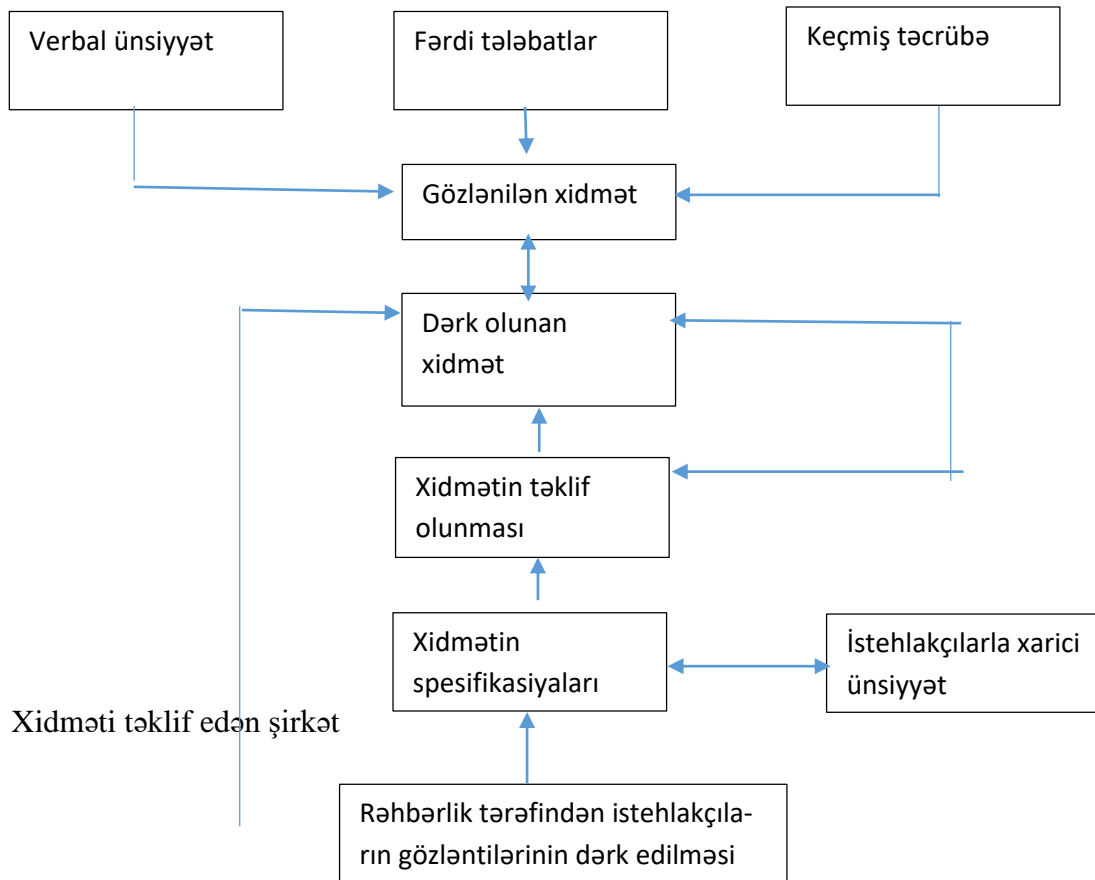 Verbal ünsiyyət
Fərdi tələbatlar
Keçmiş təcrübə
Gözlənilən xidmət
Dərk olunan
xidmət
Xidmətin təklif
olunması
Xidmətin
spesifikasiyaları
İstehlakçılarla xarici
ünsiyyət
Xidməti təklif edən şirkət
Rəhbərlik tərəfindən istehlakçıla-
rın gözləntilərinin dərk edilməsi